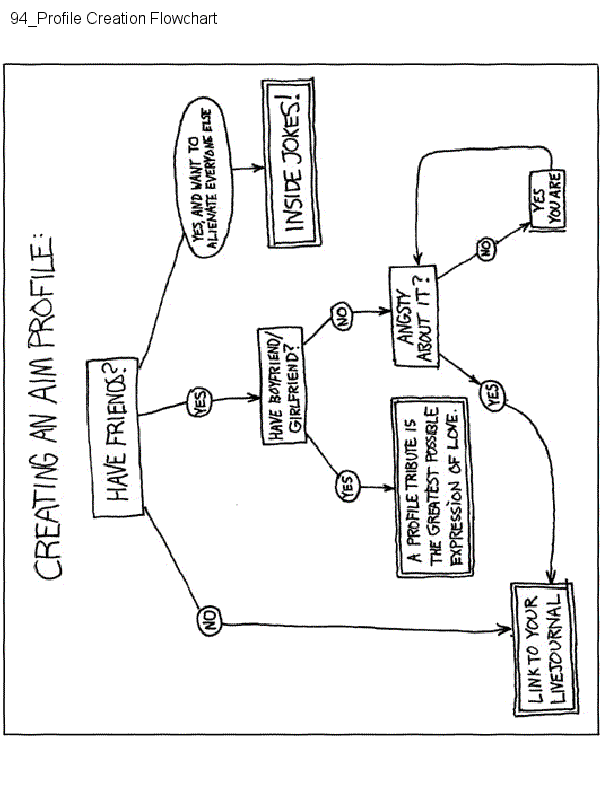 94_Profile Creation Flowchart
CREATING AN AIM PROFILE:
HAVE FRIENDS?
NO
YES
YES, AND WANT TO
ALIENATE EVERYONE ELSE
INSIDE JOKES!
HAVE BOYFRIEND/
GIRLFRIEND?
YES
NO
A PROFILE TRIBUTE IS
THE GREATEST POSSIBLE
EXPRESSION OF LOVE.
ANGSTY
ABOUT IT?
YES
NO
YES
YOU ARE
LINK TO YOUR
LIVEJOURNAL